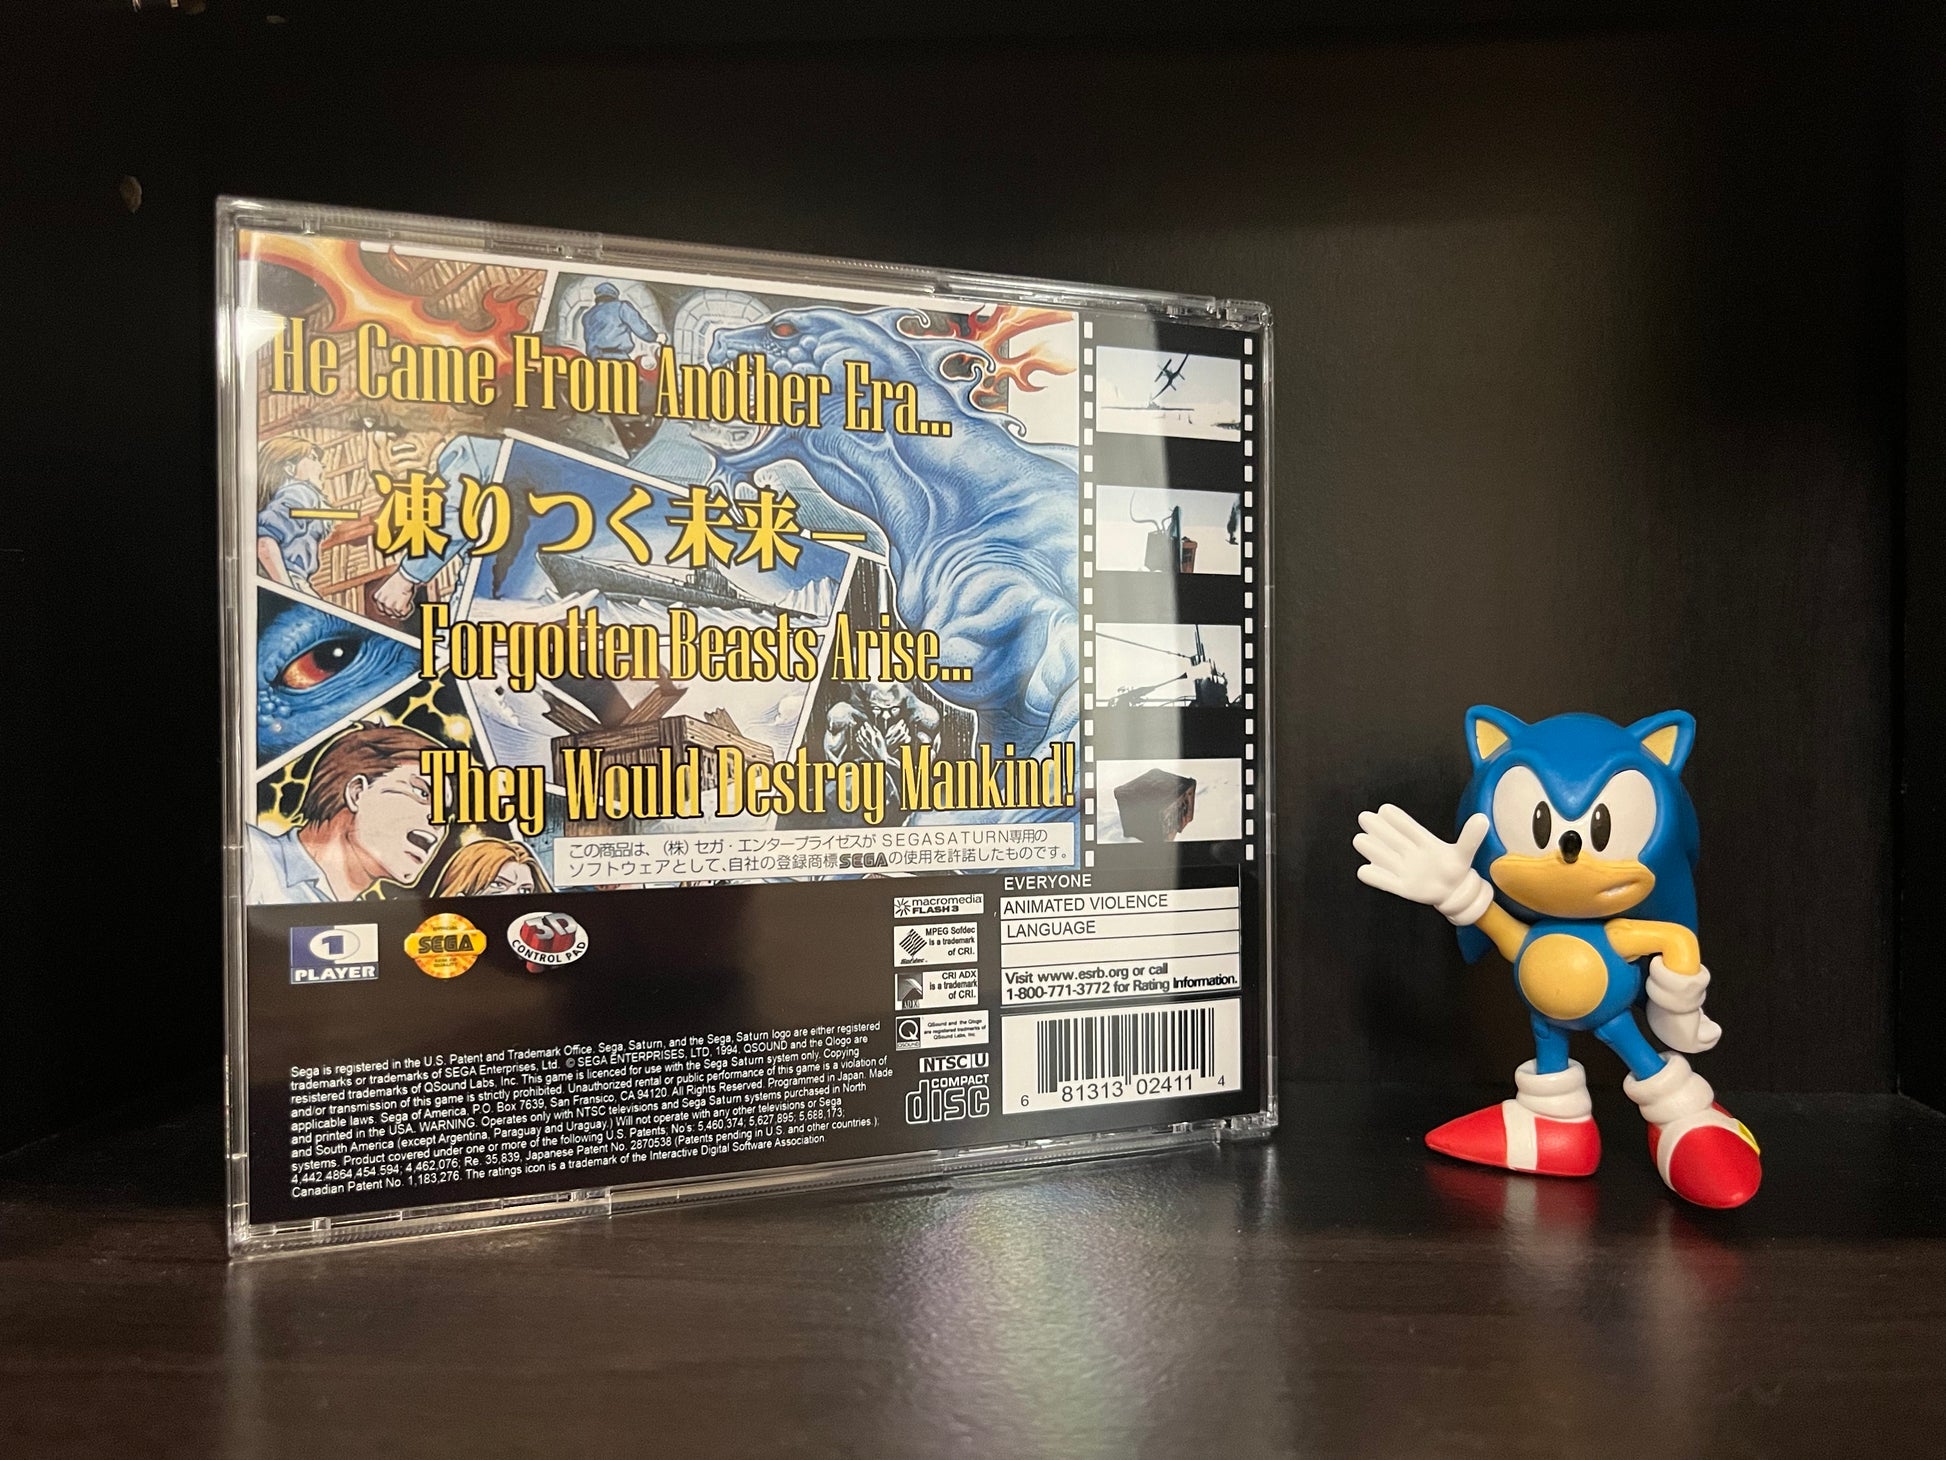 He Came From Another Era...
－凍りつく未来－
Forgotten Beasts Arise...
They Would Destroy Mankind!
この商品は、（株）セガ・エンタープライゼスが SEGASATURN専用の
ソフトウェアとして、自社の登録商標SEGAの使用を許諾したものです。
1
PLAYER
SEGA
3D
CONTROL PAD
macromedia
FLASH 3
MPEG Sofdec
is a trademark
of CRI.
CRI ADX
is a trademark
of CRI.
QSound and the Qlogo
are registered tradmarks of
QSound Labs, Inc.
NTSC U
COMPACT
disc
EVERYONE
ANIMATED VIOLENCE
LANGUAGE
Visit www.esrb.org or call
1-800-771-3772 for Rating Information.
6 81313 02411 4
Sega is registered in the U.S. Patent and Trademark Office. Sega, Saturn, and the Sega, Saturn logo are either registered
trademarks or trademarks of SEGA Enterprises, Ltd. © SEGA ENTERPRISES, LTD, 1994. QSOUND and the Qlogo are
registered trademarks of QSound Labs, Inc. This game is licenced for use with the Sega Saturn system only. Copying
and/or transmission of this game is strictly prohibited. Unauthorized rental or public performance of this game is a violation of
applicable laws. Sega of America, P.O. Box 7639, San Fransico, CA 94120. All Rights Reserved. Programmed in Japan. Made
and printed in the USA. WARNING. Operates only with NTSC televisions and Sega Saturn systems purchased in North
and South America (except Argentina, Paraguay and Uraguay.) Will not operate with any other televisions or Sega
systems. Product covered under one or more of the following U.S. Patents, No's: 5,460,374; 5,627,895; 5,688,173;
4,442.4864,454.594; 4,462,076; Re. 35,839, Japanese Patent No. 2870538 (Patents pending in U.S. and other countries.);
Canadian Patent No. 1,183,276. The ratings icon is a trademark of the Interactive Digital Software Association.